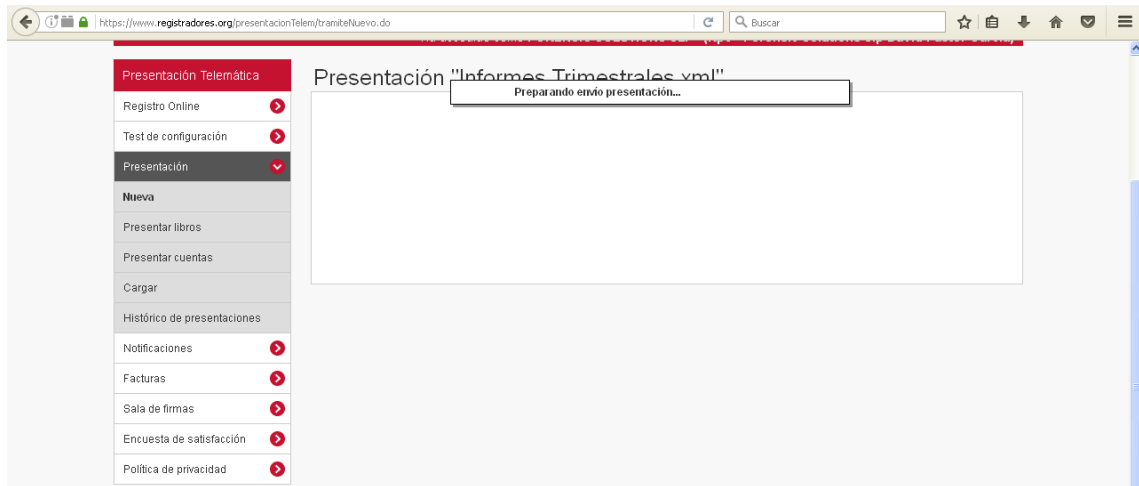 https://www.registradores.org/presentacionTelem/tramiteNuevo.do
Buscar
Presentación Telemática
Registro Online
Test de configuración
Presentación
Nueva
Presentar libros
Presentar cuentas
Cargar
Histórico de presentaciones
Notificaciones
Facturas
Sala de firmas
Encuesta de satisfacción
Política de privacidad
Presentación "Informes Trimestrales.xml"
Preparando envío presentación...